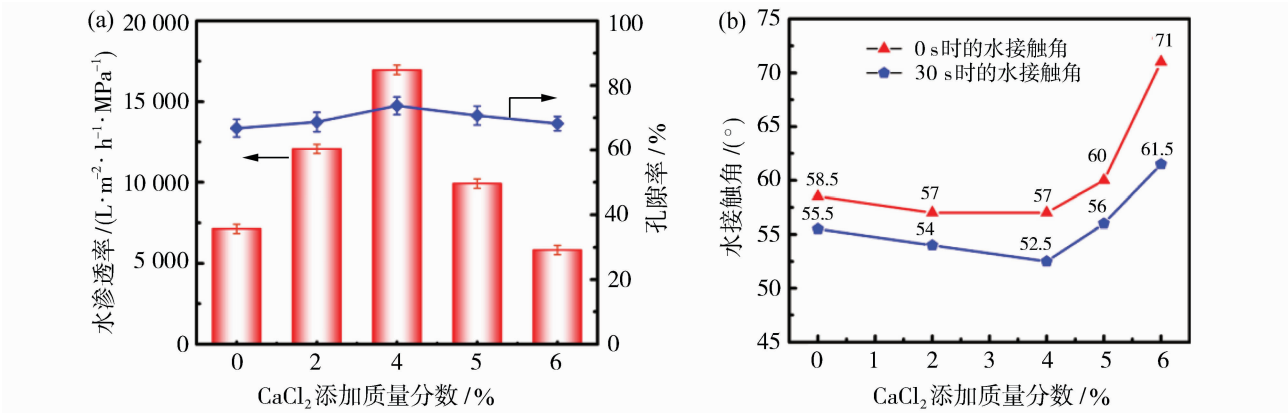 (a)
20 000
15 000
10 000
5 000
0
水渗透率/(L·m⁻²·h⁻¹·MPa⁻¹)
100
80
60
40
20
0
孔隙率/%
0 2 4 5 6
CaCl₂添加质量分数/%
(b)
75
70
65
60
55
50
45
水接触角/(°)
0 s时的水接触角
30 s时的水接触角
58.5
57
57
60
71
55.5
54
52.5
56
61.5
0 1 2 3 4 5 6
CaCl₂添加质量分数/%